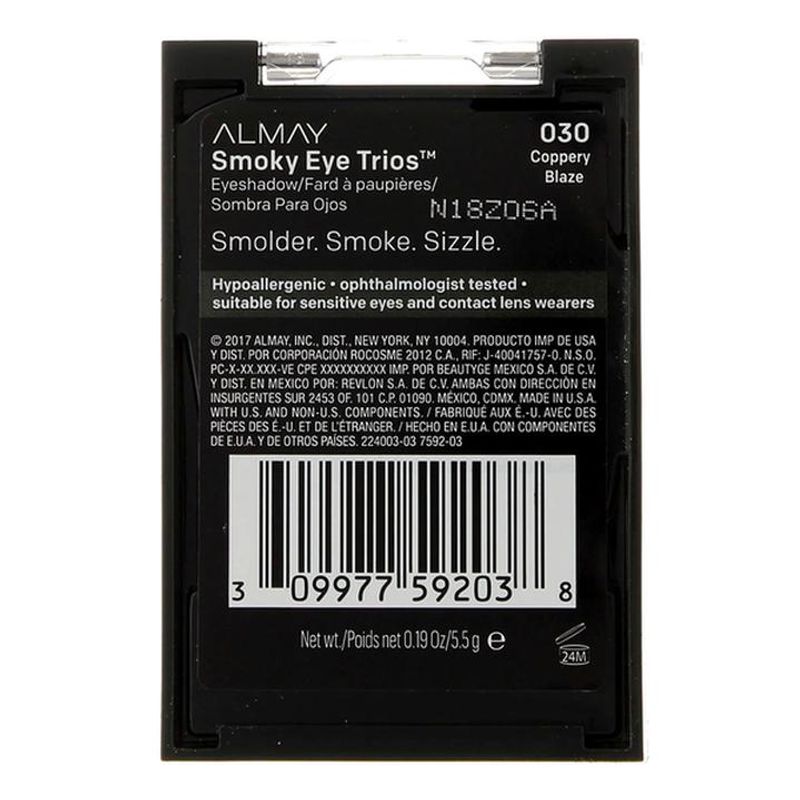 ALMAY
Smoky Eye Trios™
Eyeshadow/Fard à paupières/
Sombra Para Ojos
030
Coppery
Blaze
N18Z06A
Smolder. Smoke. Sizzle.
Hypoallergenic • ophthalmologist tested •
suitable for sensitive eyes and contact lens wearers
© 2017 ALMAY, INC., DIST., NEW YORK, NY 10004. PRODUCTO IMP DE USA
Y DIST. POR CORPORACIÓN ROCOSME 2012 C.A., RIF: J-40041757-0. N.S.O.
PC-X-XX.XXX-VE CPE XXXXXXXXXX IMP. POR BEAUTYGE MEXICO S.A. DE C.V.
Y DIST. EN MEXICO POR: REVLON S.A. DE C.V. AMBAS CON DIRECCIÓN EN
INSURGENTES SUR 2453 OF. 101 C.P. 01090. MÉXICO, CDMX. MADE IN U.S.A.
WITH U.S. AND NON-U.S. COMPONENTS. / FABRIQUÉ AUX É.-U. AVEC DES
PIÈCES DES É.-U. ET DE L'ÉTRANGER. / HECHO EN E.U.A. CON COMPONENTES
DE E.U.A. Y DE OTROS PAÍSES. 224003-03 7592-03
3 09977 59203 8
Net wt./Poids net 0.19 Oz/5.5 g ℮
24M